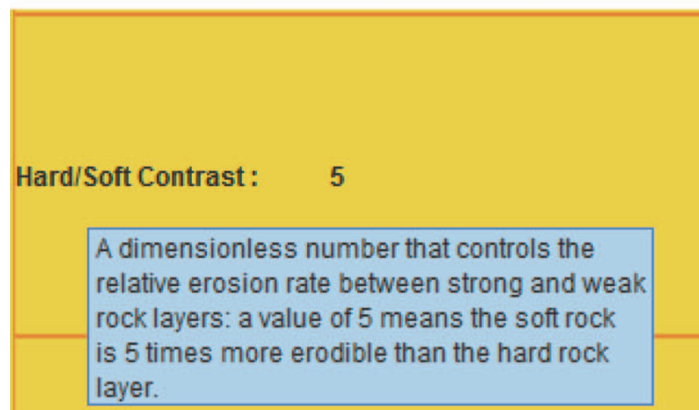 Hard/Soft Contrast : 5
A dimensionless number that controls the
relative erosion rate between strong and weak
rock layers: a value of 5 means the soft rock
is 5 times more erodible than the hard rock
layer.